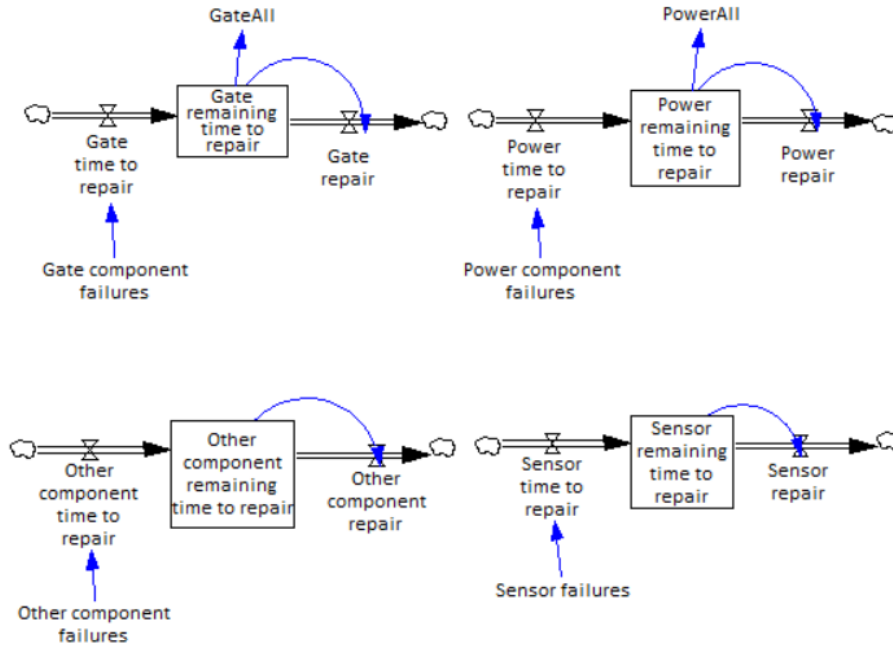 GateAll
Gate
remaining
time to
repair
Gate
time to
repair
Gate
repair
Gate component
failures
PowerAll
Power
remaining
time to
repair
Power
time to
repair
Power
repair
Power component
failures
Other
component
remaining
time to repair
Other
component
time to
repair
Other
component
repair
Other component
failures
Sensor
remaining
time to
repair
Sensor
time to
repair
Sensor
repair
Sensor failures